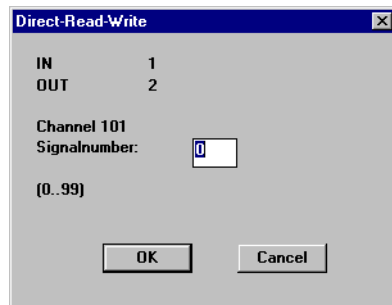 Direct-Read-Write
IN 1
OUT 2
Channel 101
Signalnumber: 0
(0..99)
OK Cancel